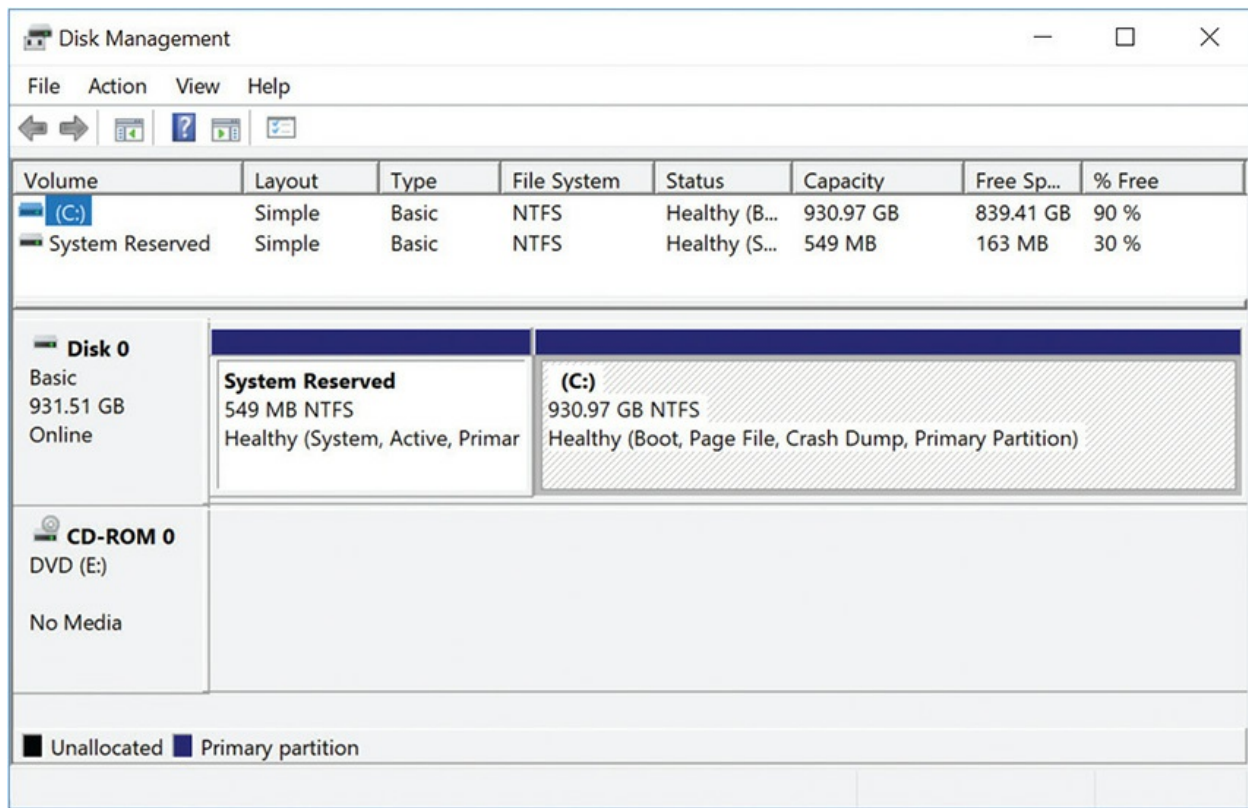 Disk Management
File Action View Help
Volume Layout Type File System Status Capacity Free Sp... % Free
(C:) Simple Basic NTFS Healthy (B... 930.97 GB 839.41 GB 90 %
System Reserved Simple Basic NTFS Healthy (S... 549 MB 163 MB 30 %
Disk 0
Basic
931.51 GB
Online
System Reserved
549 MB NTFS
Healthy (System, Active, Primar
(C:)
930.97 GB NTFS
Healthy (Boot, Page File, Crash Dump, Primary Partition)
CD-ROM 0
DVD (E:)
No Media
Unallocated Primary partition